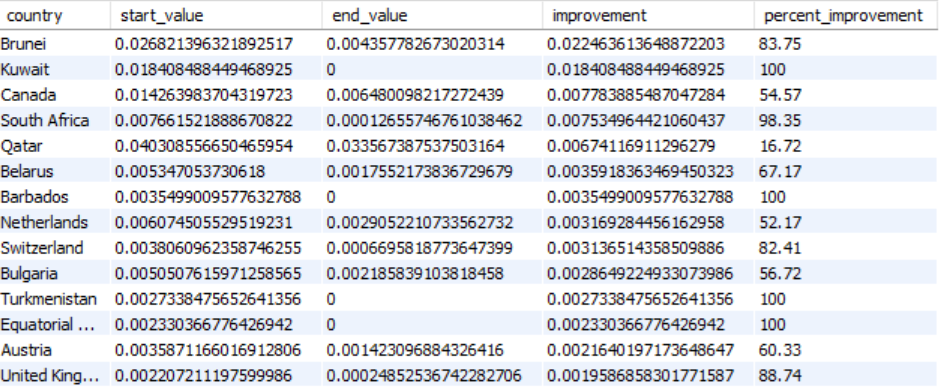 country start_value end_value improvement percent_improvement
Brunei 0.026821396321892517 0.004357782673020314 0.022463613648872203 83.75
Kuwait 0.018408488449468925 0 0.018408488449468925 100
Canada 0.014263983704319723 0.006480098217272439 0.007783885487047284 54.57
South Africa 0.007661521888670822 0.00012655746761038462 0.007534964421060437 98.35
Qatar 0.040308556650465954 0.033567387537503164 0.00674116911296279 16.72
Belarus 0.005347053730618 0.0017552173836729679 0.0035918363469450323 67.17
Barbados 0.0035499009577632788 0 0.0035499009577632788 100
Netherlands 0.006074505529519231 0.0029052210733562732 0.003169284456162958 52.17
Switzerland 0.0038060962358746255 0.0006695818773647399 0.003136514358509886 82.41
Bulgaria 0.0050507615971258565 0.002185839103818458 0.0028649224933073986 56.72
Turkmenistan 0.0027338475652641356 0 0.0027338475652641356 100
Equatorial ... 0.002330366776426942 0 0.002330366776426942 100
Austria 0.0035871166016912806 0.001423096884326416 0.0021640197173648647 60.33
United King... 0.002207211197599986 0.00024852536742282706 0.0019586858301771587 88.74